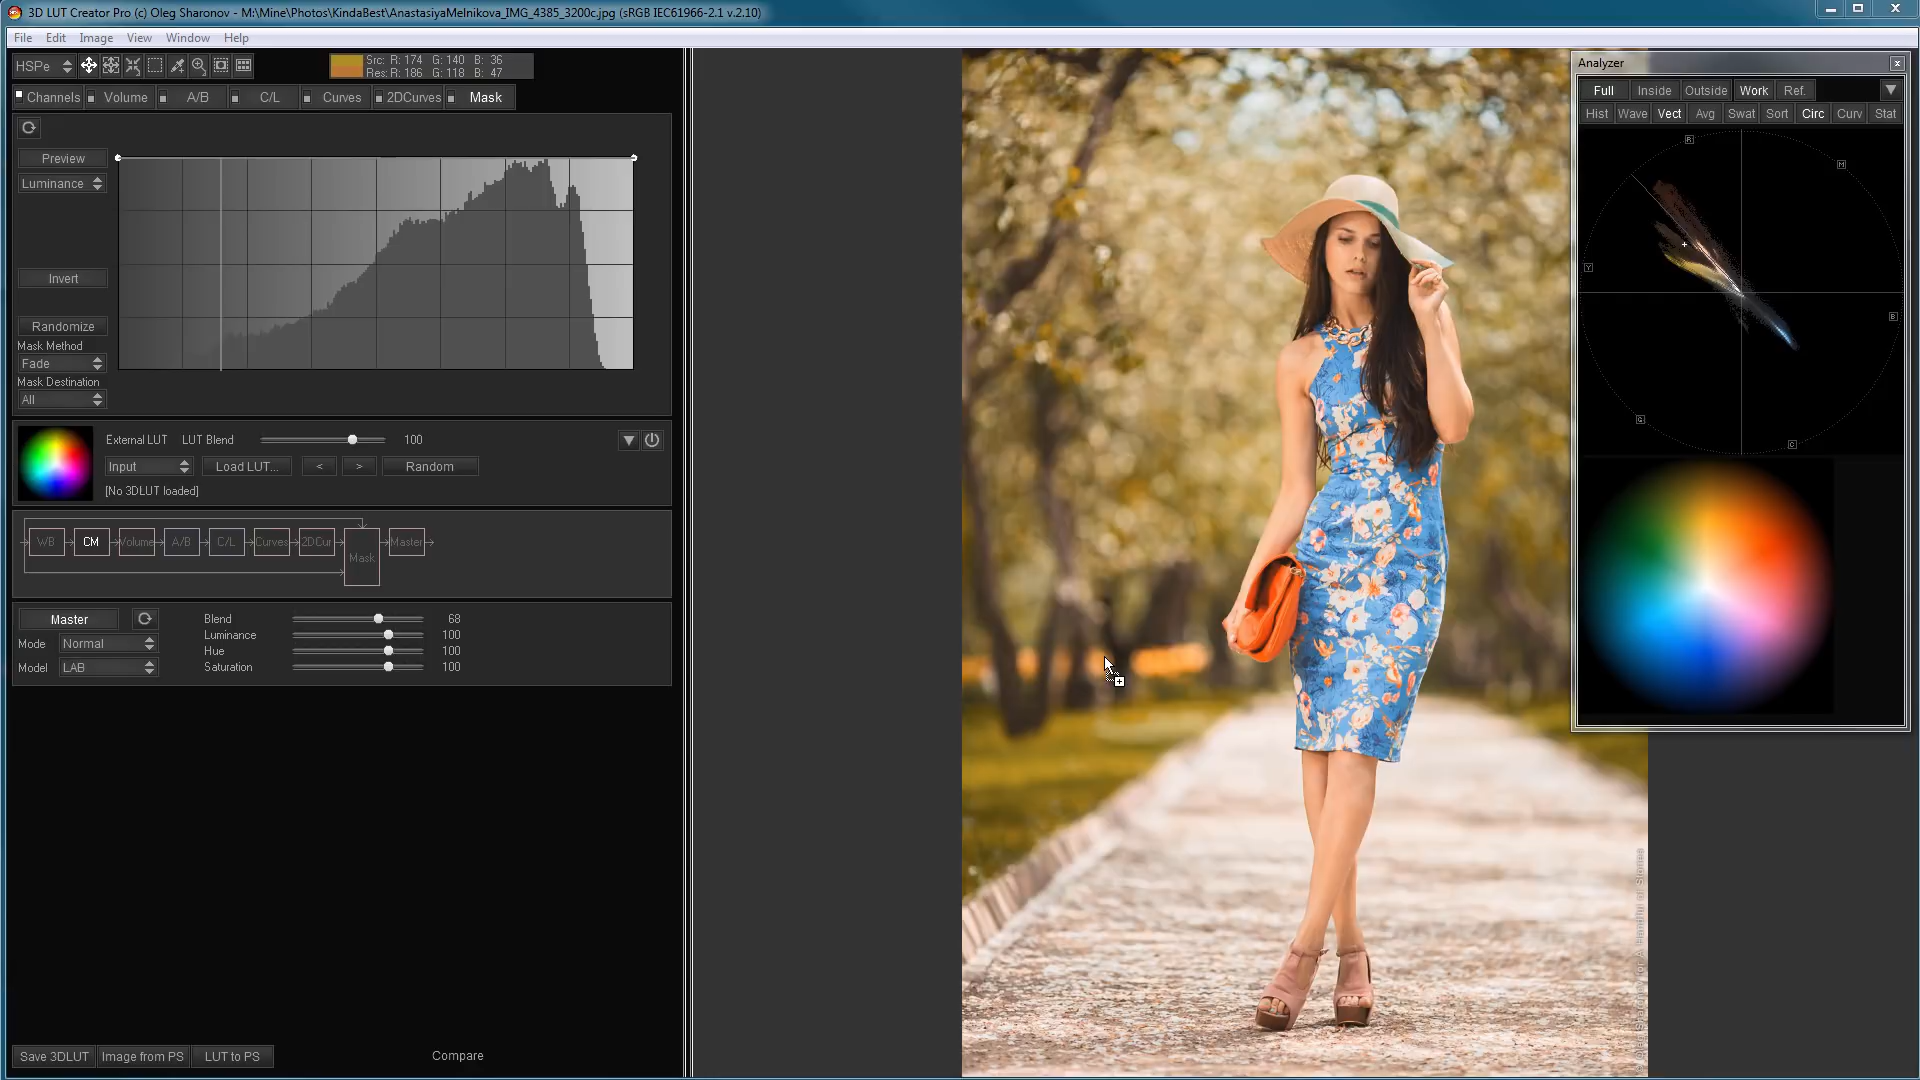 3D LUT Creator Pro (c) Oleg Sharonov - M:\Mine\Photos\KindaBest\AnastasiyaMelnikova_IMG_4385_3200c.jpg (sRGB IEC61966-2.1 v.2.10)
File Edit Image View Window Help
HSPe
Src: R: 174 G: 140 B: 36
Res: R: 186 G: 118 B: 47
Channels Volume A/B C/L Curves 2DCurves Mask
Preview
Luminance
Invert
Randomize
Mask Method
Fade
Mask Destination
All
External LUT LUT Blend 100
Input Load LUT... < > Random
[No 3DLUT loaded]
WB CM Volume A/B C/L Curves 2DCur Mask Master
Master
Mode Normal
Model LAB
Blend 68
Luminance 100
Hue 100
Saturation 100
Save 3DLUT Image from PS LUT to PS Compare
Analyzer
Full Inside Outside Work Ref.
Hist Wave Vect Avg Swat Sort Circ Curv Stat
R
M
Y
B
G
C